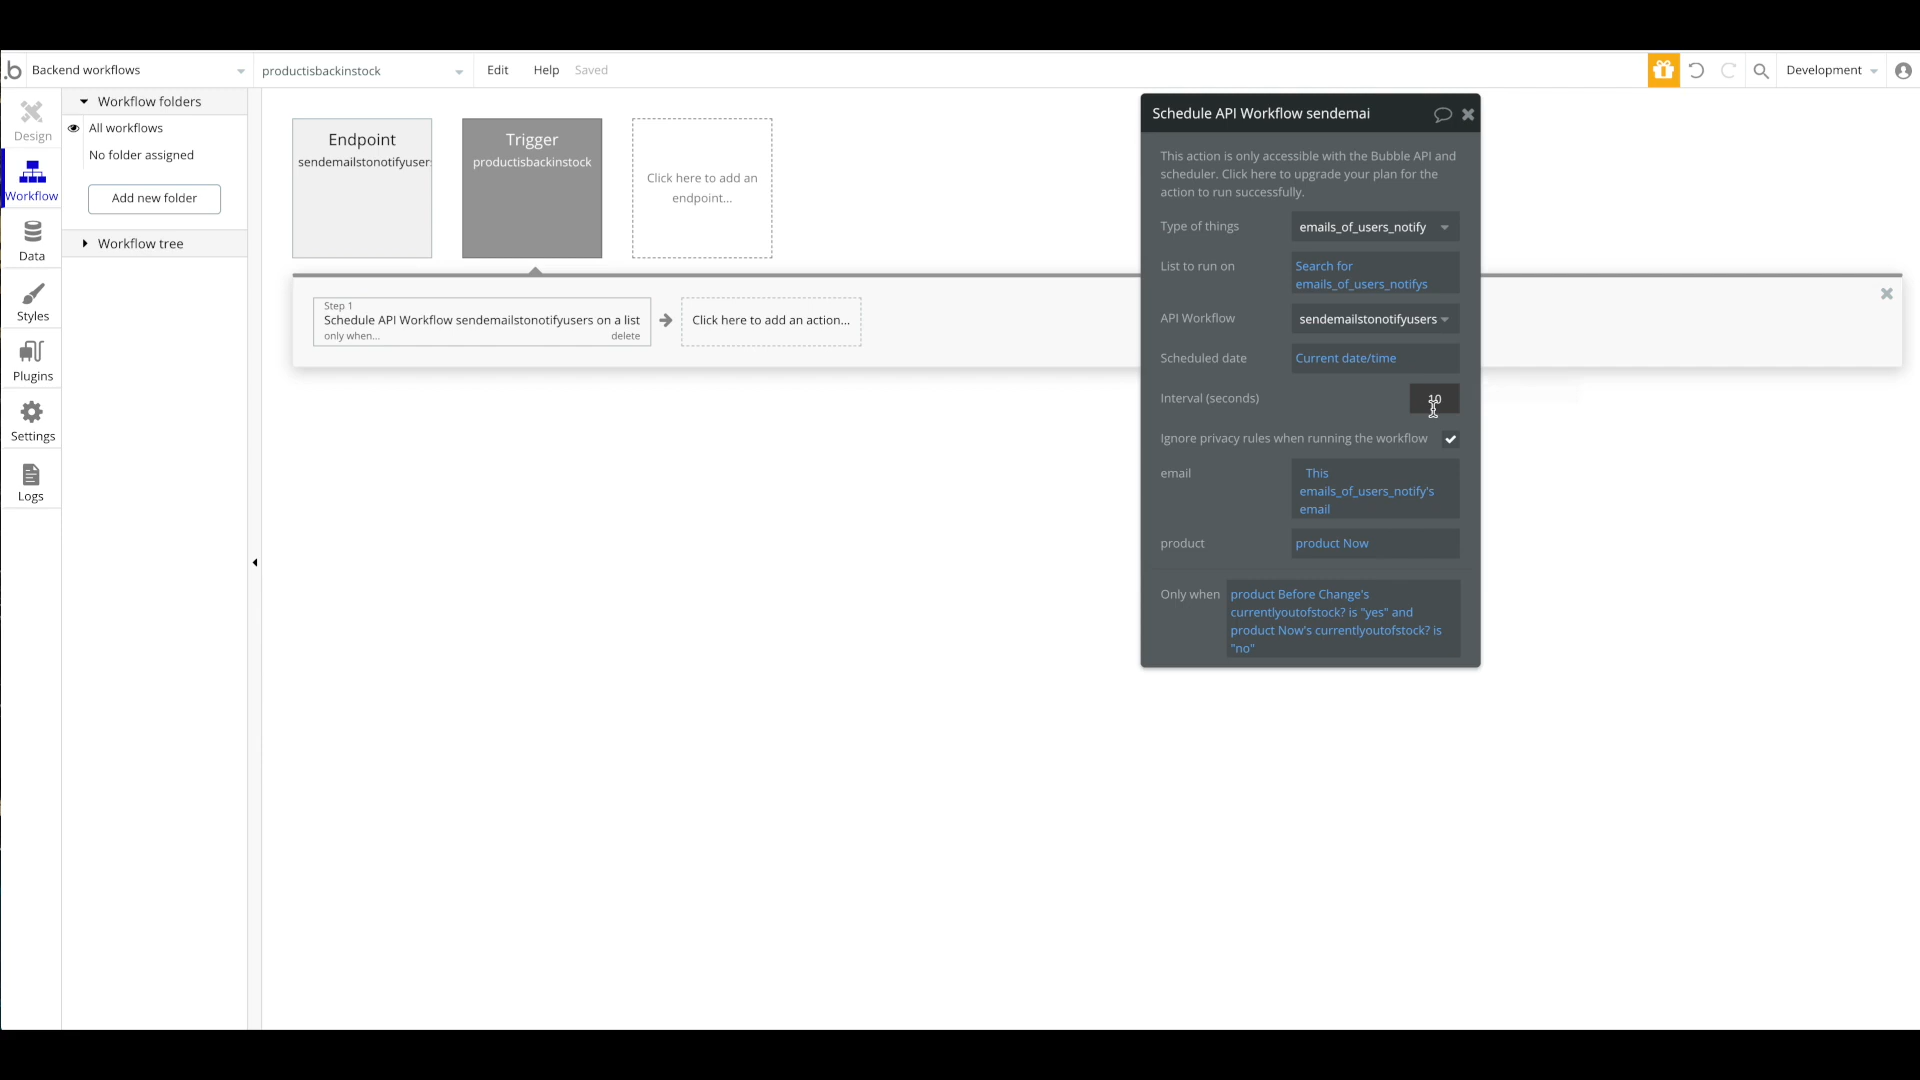 Backend workflows
productisbackinstock
Edit
Help
Saved
Development
Design
Workflow
Data
Styles
Plugins
Settings
Logs
Workflow folders
All workflows
No folder assigned
Add new folder
Workflow tree
Endpoint
sendemailstonotifyuser
Trigger
productisbackinstock
Click here to add an
endpoint...
Step 1
Schedule API Workflow sendemailstonotifyusers on a list
only when...
delete
Click here to add an action...
Schedule API Workflow sendemai
This action is only accessible with the Bubble API and
scheduler. Click here to upgrade your plan for the
action to run successfully.
Type of things
emails_of_users_notify
List to run on
Search for
emails_of_users_notifys
API Workflow
sendemailstonotifyusers
Scheduled date
Current date/time
Interval (seconds)
10
Ignore privacy rules when running the workflow
email
This
emails_of_users_notify's
email
product
product Now
Only when
product Before Change's
currentlyoutofstock? is "yes" and
product Now's currentlyoutofstock? is
"no"